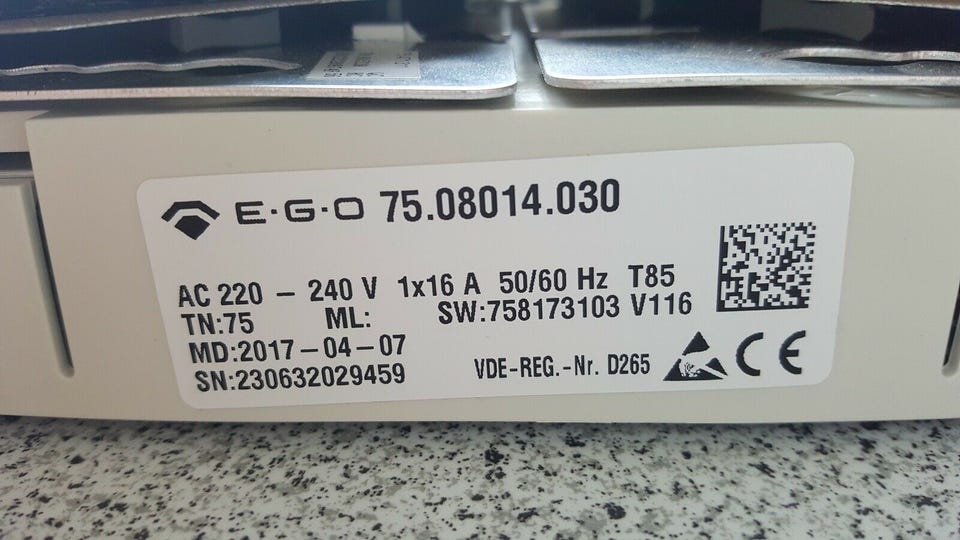 E·G·O 75.08014.030
AC 220 – 240 V 1x16 A 50/60 Hz T85
TN:75 ML: SW:758173103 V116
MD:2017–04–07
SN:230632029459
VDE-REG.-Nr. D265
CE